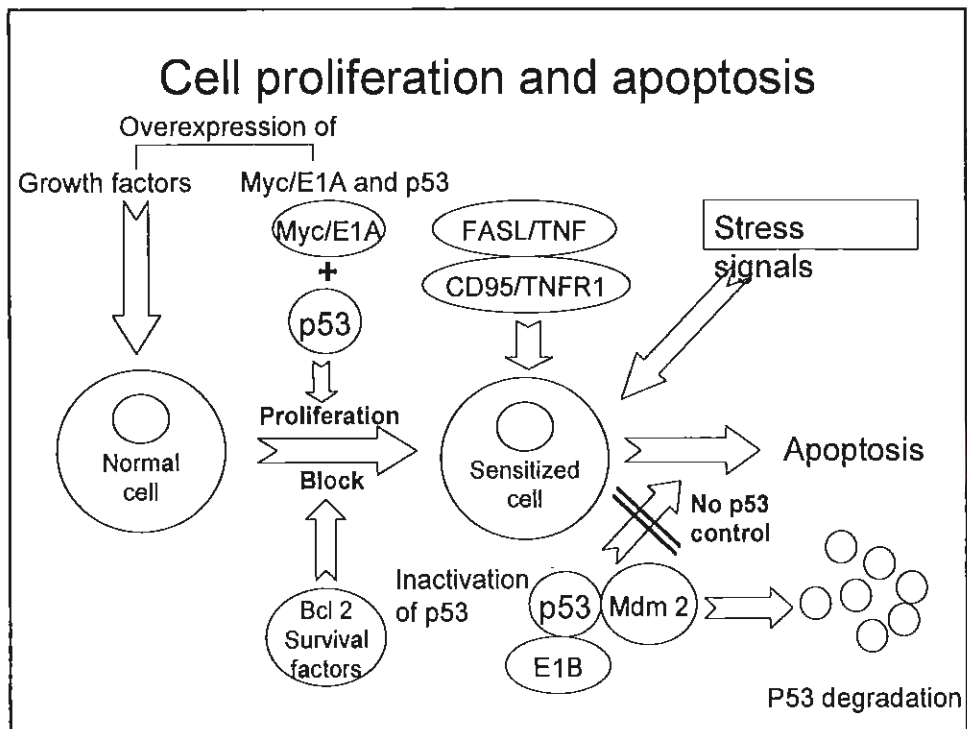 Cell proliferation and apoptosis
Overexpression of
Growth factors
Myc/E1A and p53
Myc/E1A
+
p53
FASL/TNF
CD95/TNFR1
Stress
signals
Proliferation
Block
Normal
cell
Sensitized
cell
Apoptosis
No p53
control
Bcl 2
Survival
factors
Inactivation
of p53
p53
Mdm 2
E1B
P53 degradation